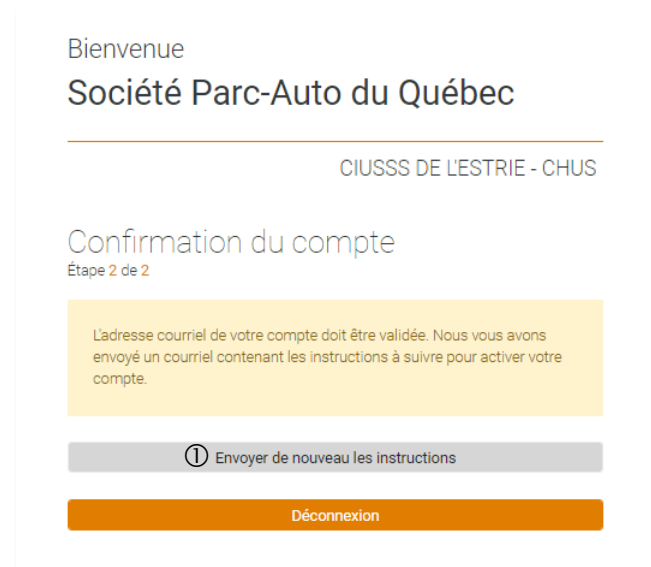 Bienvenue
Société Parc-Auto du Québec
CIUSSS DE L'ESTRIE - CHUS
Confirmation du compte
Étape 2 de 2
L'adresse courriel de votre compte doit être validée. Nous vous avons
envoyé un courriel contenant les instructions à suivre pour activer votre
compte.
① Envoyer de nouveau les instructions
Déconnexion